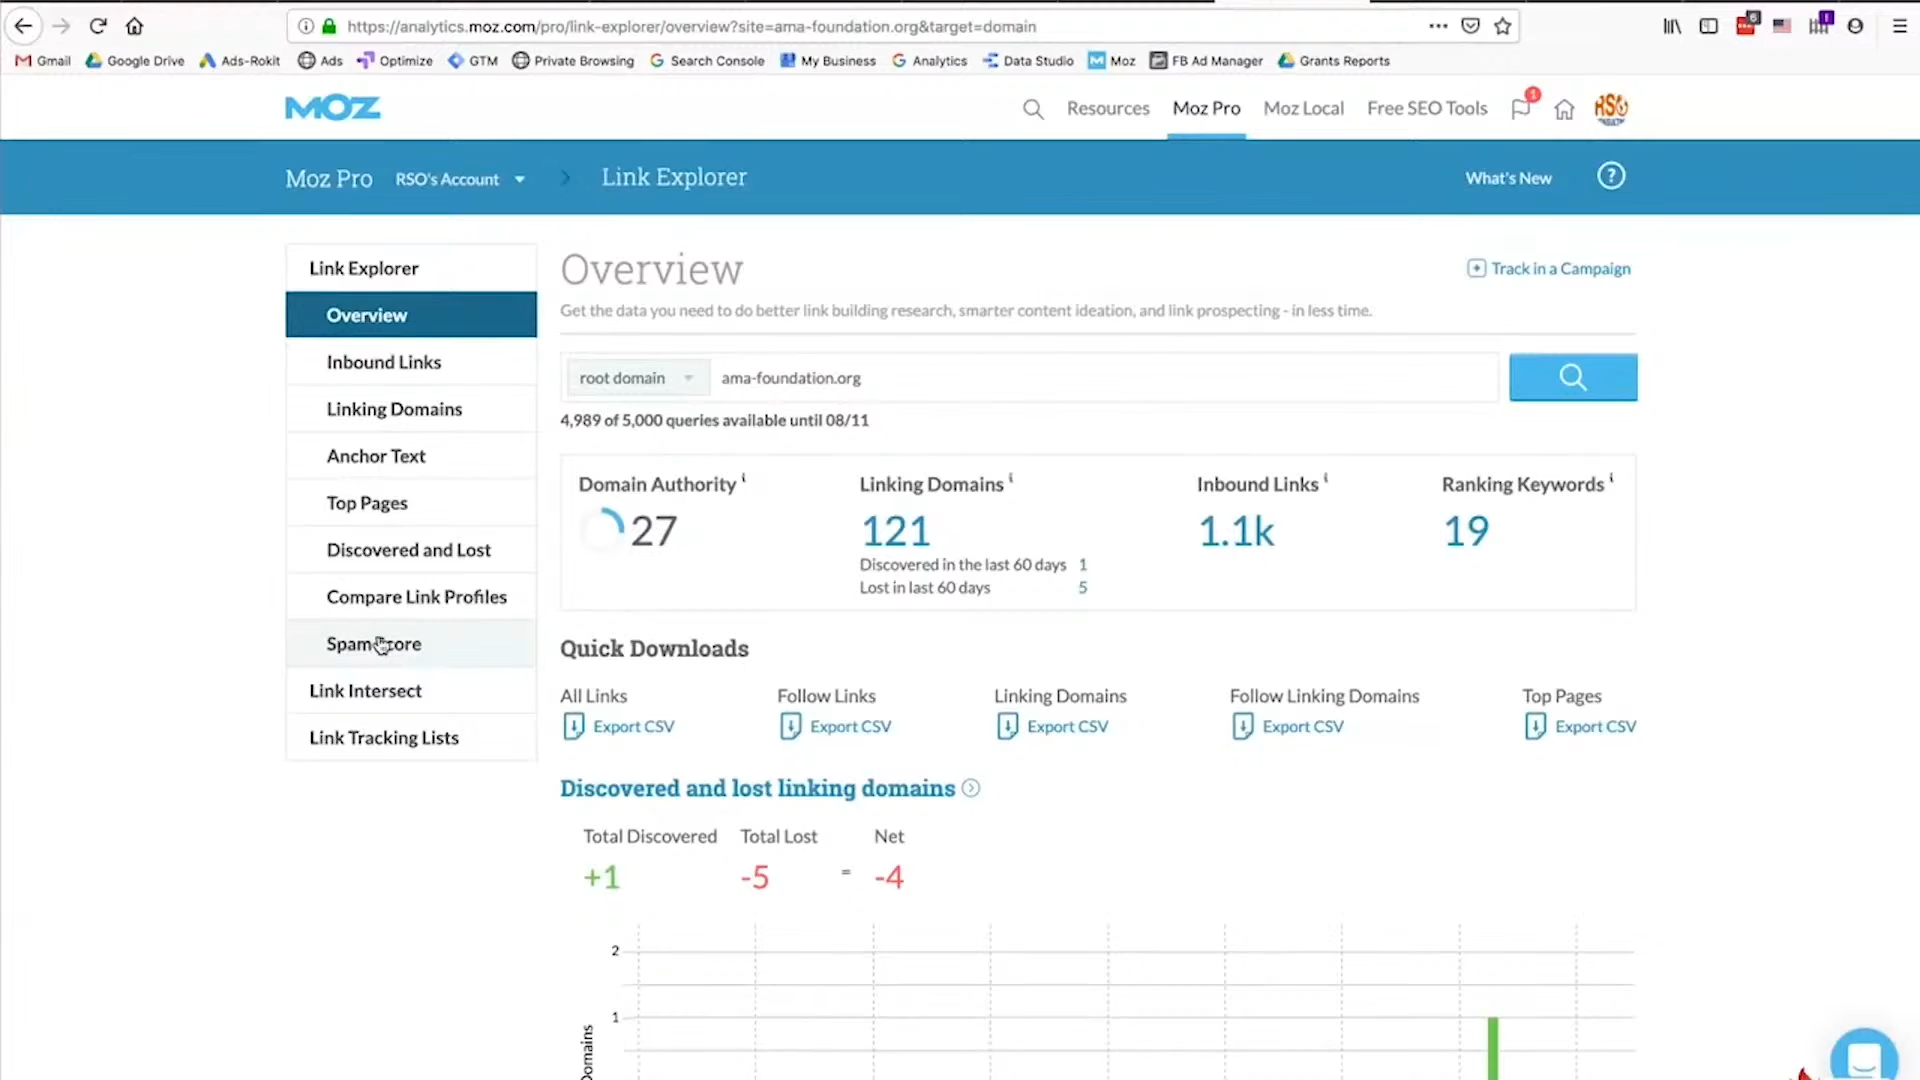 https://analytics.moz.com/pro/link-explorer/overview?site=ama-foundation.org&target=domain
6
Gmail Google Drive Ads-Rokit Ads Optimize GTM Private Browsing Search Console My Business Analytics Data Studio Moz FB Ad Manager Grants Reports
MOZ
Resources Moz Pro Moz Local Free SEO Tools 1 RSO
Moz Pro RSO's Account Link Explorer What's New ?
Link Explorer
Overview
Inbound Links
Linking Domains
Anchor Text
Top Pages
Discovered and Lost
Compare Link Profiles
Spam Score
Link Intersect
Link Tracking Lists
Overview
Track in a Campaign
Get the data you need to do better link building research, smarter content ideation, and link prospecting - in less time.
root domain ama-foundation.org
4,989 of 5,000 queries available until 08/11
Domain Authority i Linking Domains i Inbound Links i Ranking Keywords i
27 121 1.1k 19
Discovered in the last 60 days 1
Lost in last 60 days 5
Quick Downloads
All Links Follow Links Linking Domains Follow Linking Domains Top Pages
Export CSV Export CSV Export CSV Export CSV Export CSV
Discovered and lost linking domains
Total Discovered Total Lost Net
+1 -5 = -4
2
1
Domains